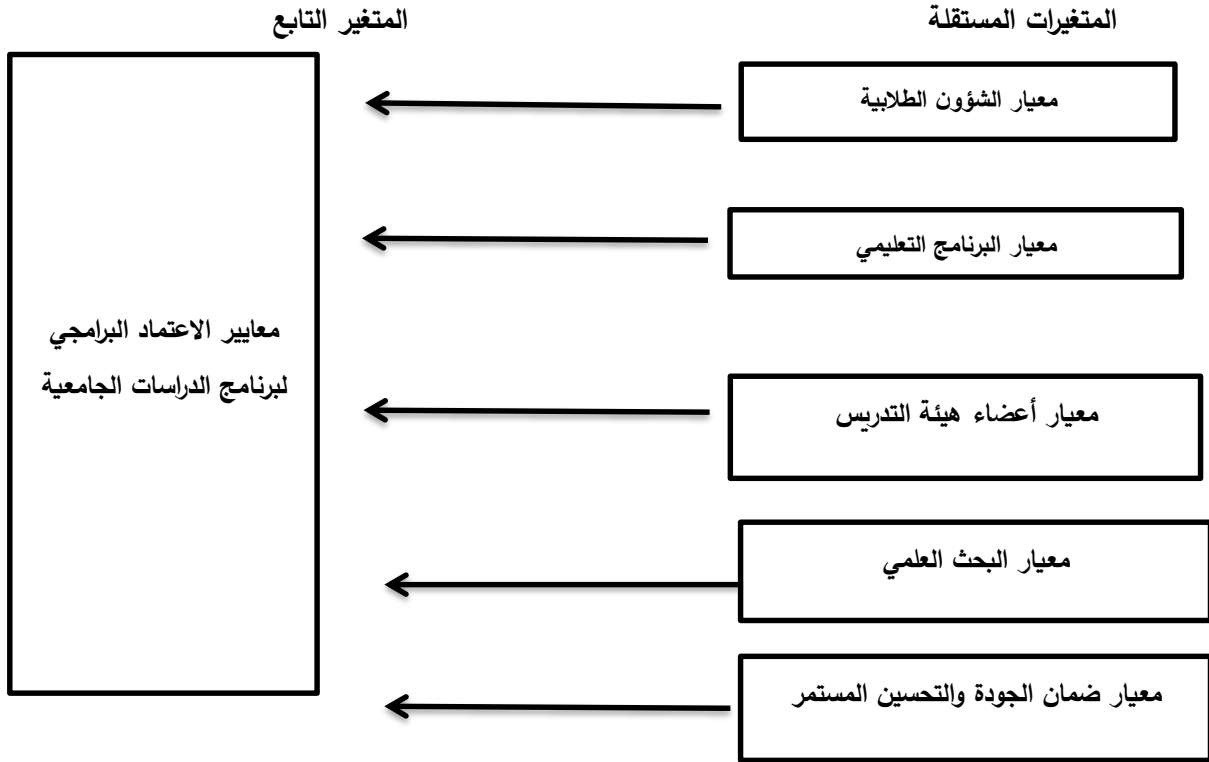 المتغيرات المستقلة
المتغير التابع
معيار الشؤون الطلابية
معيار البرنامج التعليمي
معيار أعضاء هيئة التدريس
معيار البحث العلمي
معيار ضمان الجودة والتحسين المستمر
معايير الاعتماد البرامجي
لبرنامج الدراسات الجامعية